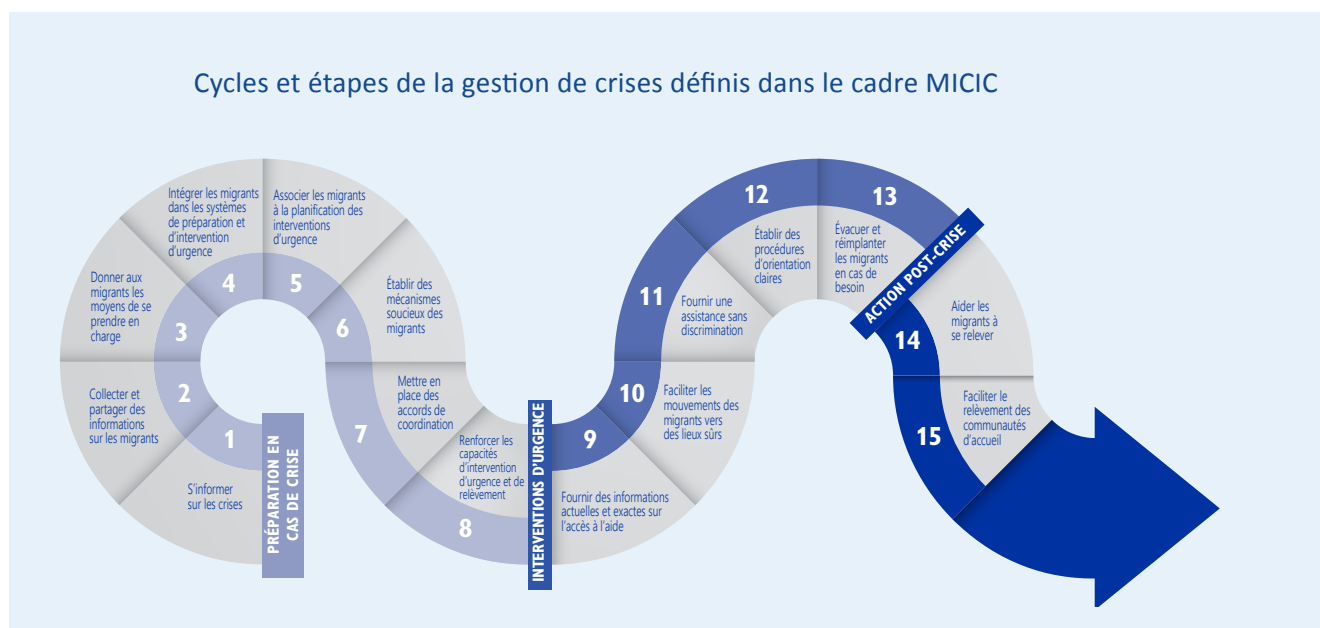 Cycles et étapes de la gestion de crises définis dans le cadre MICIC
PRÉPARATION EN
CAS DE CRISE
1
S'informer
sur les crises
2
Collecter et
partager des
informations
sur les migrants
3
Donner aux
migrants les
moyens de se
prendre en
charge
4
Intégrer les migrants
dans les systèmes
de préparation et
d'intervention
d'urgence
5
Associer les migrants
à la planification des
interventions
d'urgence
6
Établir des
mécanismes
soucieux des
migrants
7
Mettre en
place des
accords de
coordination
8
Renforcer les
capacités
d'intervention
d'urgence et de
relèvement
INTERVENTIONS D'URGENCE
9
Fournir des informations
actuelles et exactes sur
l'accès à l'aide
10
Faciliter les
mouvements des
migrants vers
des lieux sûrs
11
Fournir une
assistance sans
discrimination
12
Établir des
procédures
d'orientation
claires
13
Évacuer et
réimplanter
les migrants
en cas de
besoin
ACTION POST-CRISE
14
Aider les
migrants à
se relever
15
Faciliter le
relèvement des
communautés
d'accueil